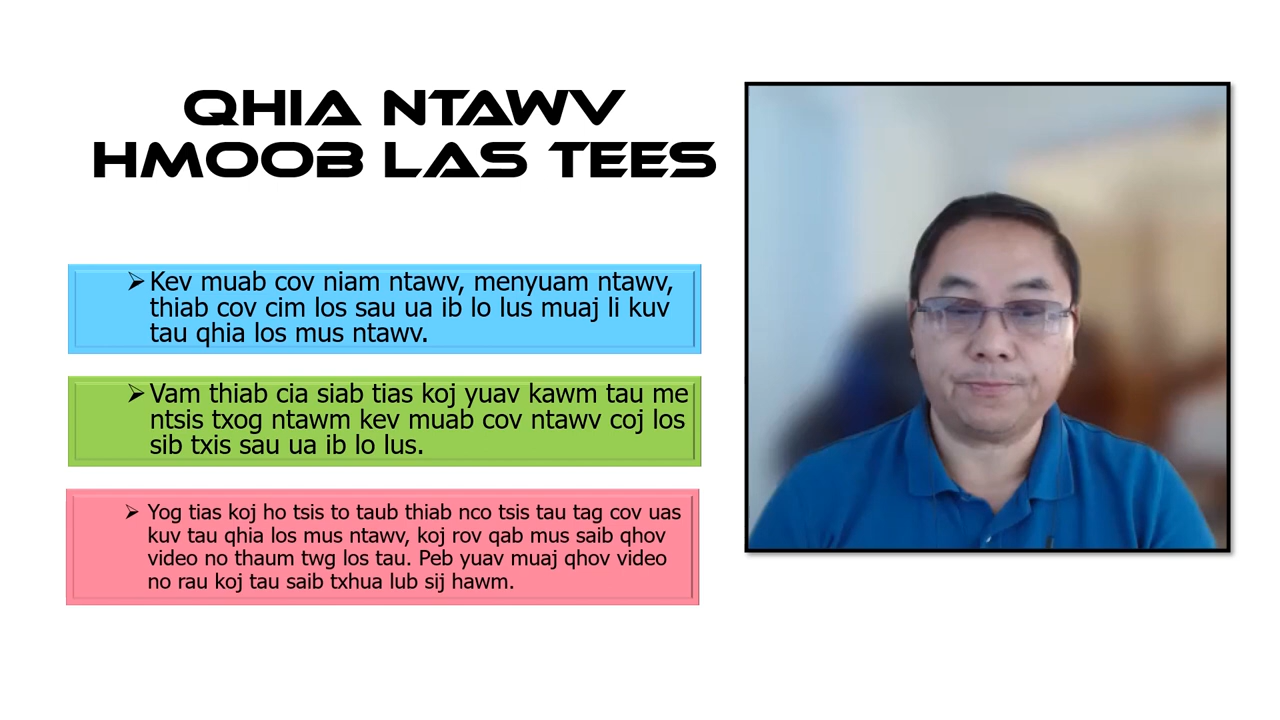 QHIA NTAWV
HMOOB LAS TEES
➢ Kev muab cov niam ntawv, menyuam ntawv,
thiab cov cim los sau ua ib lo lus muaj li kuv
tau qhia los mus ntawv.
➢ Vam thiab cia siab tias koj yuav kawm tau me
ntsis txog ntawm kev muab cov ntawv coj los
sib txis sau ua ib lo lus.
➢ Yog tias koj ho tsis to taub thiab nco tsis tau tag cov uas
kuv tau qhia los mus ntawv, koj rov qab mus saib qhov
video no thaum twg los tau. Peb yuav muaj qhov video
no rau koj tau saib txhua lub sij hawm.